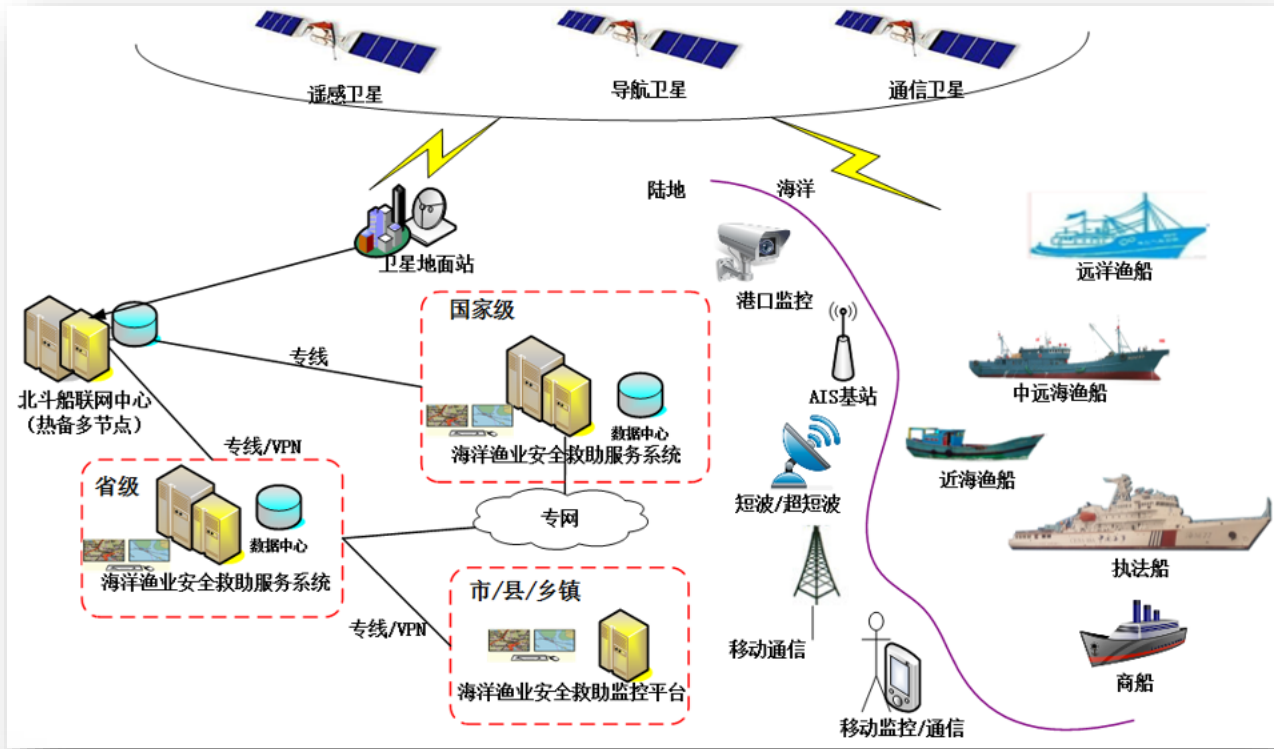 遥感卫星
导航卫星
通信卫星
陆地
海洋
卫星地面站
远洋渔船
港口监控
国家级
专线
北斗船联网中心
（热备多节点）
中远海渔船
AIS基站
数据中心
海洋渔业安全救助服务系统
专线/VPN
近海渔船
省级
短波/超短波
专网
数据中心
海洋渔业安全救助服务系统
执法船
市/县/乡镇
专线/VPN
移动通信
商船
海洋渔业安全救助监控平台
移动监控/通信